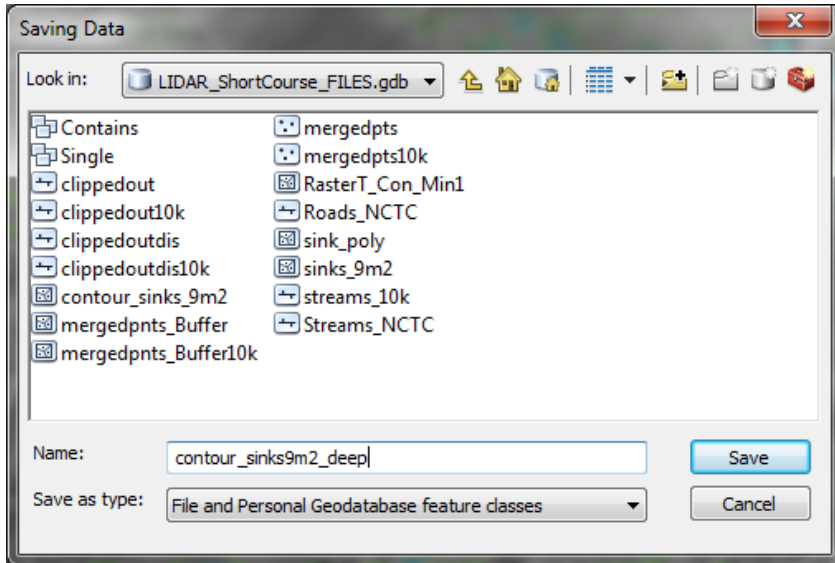 Saving Data
Look in: LIDAR_ShortCourse_FILES.gdb
Contains
Single
clippedout
clippedout10k
clippedoutdis
clippedoutdis10k
contour_sinks_9m2
mergedpnts_Buffer
mergedpnts_Buffer10k
mergedpts
mergedpts10k
RasterT_Con_Min1
Roads_NCTC
sink_poly
sinks_9m2
streams_10k
Streams_NCTC
Name: contour_sinks9m2_deep Save
Save as type: File and Personal Geodatabase feature classes Cancel